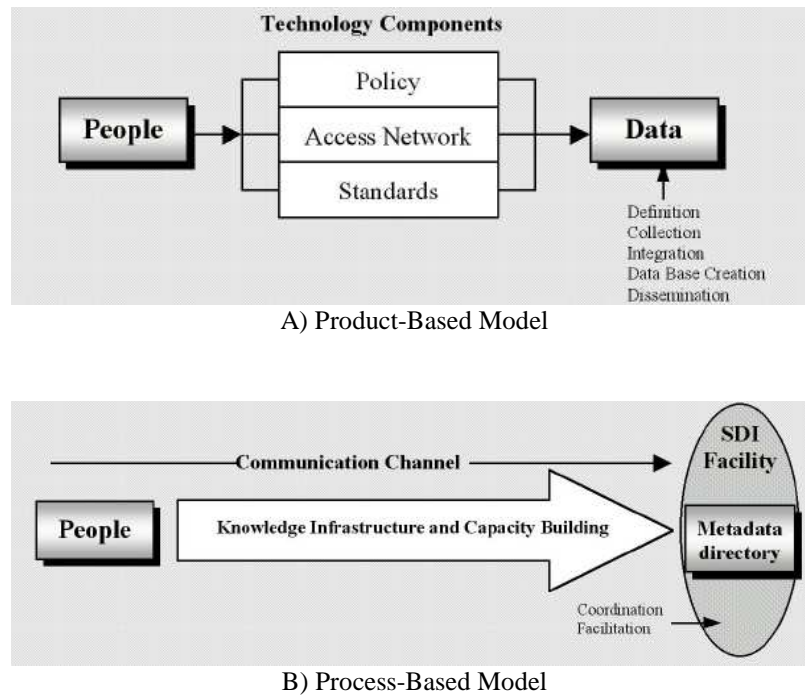 Technology Components
People
Policy
Access Network
Standards
Data
Definition
Collection
Integration
Data Base Creation
Dissemination
A) Product-Based Model
Communication Channel
People
Knowledge Infrastructure and Capacity Building
SDI
Facility
Metadata
directory
Coordination
Facilitation
B) Process-Based Model